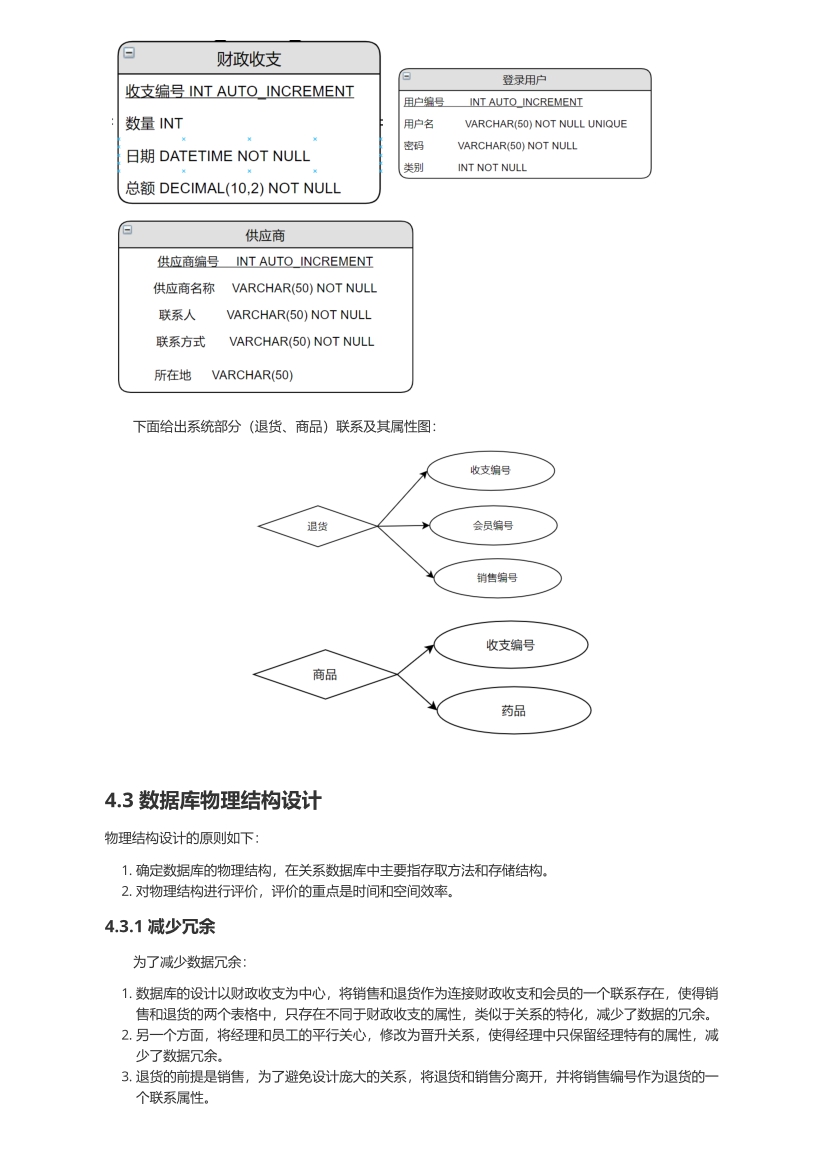 财政收支
收支编号 INT AUTO_INCREMENT
数量 INT
日期 DATETIME NOT NULL
总额 DECIMAL(10,2) NOT NULL
登录用户
用户编号 INT AUTO_INCREMENT
用户名 VARCHAR(50) NOT NULL UNIQUE
密码 VARCHAR(50) NOT NULL
类别 INT NOT NULL
供应商
供应商编号 INT AUTO_INCREMENT
供应商名称 VARCHAR(50) NOT NULL
联系人 VARCHAR(50) NOT NULL
联系方式 VARCHAR(50) NOT NULL
所在地 VARCHAR(50)
下面给出系统部分（退货、商品）联系及其属性图：
收支编号
退货
会员编号
销售编号
收支编号
商品
药品
4.3 数据库物理结构设计
物理结构设计的原则如下：
1. 确定数据库的物理结构，在关系数据库中主要指存取方法和存储结构。
2. 对物理结构进行评价，评价的重点是时间和空间效率。
4.3.1 减少冗余
为了减少数据冗余：
1. 数据库的设计以财政收支为中心，将销售和退货作为连接财政收支和会员的一个联系存在，使得销
售和退货的两个表格中，只存在不同于财政收支的属性，类似于关系的特化，减少了数据的冗余。
2. 另一个方面，将经理和员工的平行关心，修改为晋升关系，使得经理中只保留经理特有的属性，减
少了数据冗余。
3. 退货的前提是销售，为了避免设计庞大的关系，将退货和销售分离开，并将销售编号作为退货的一
个联系属性。